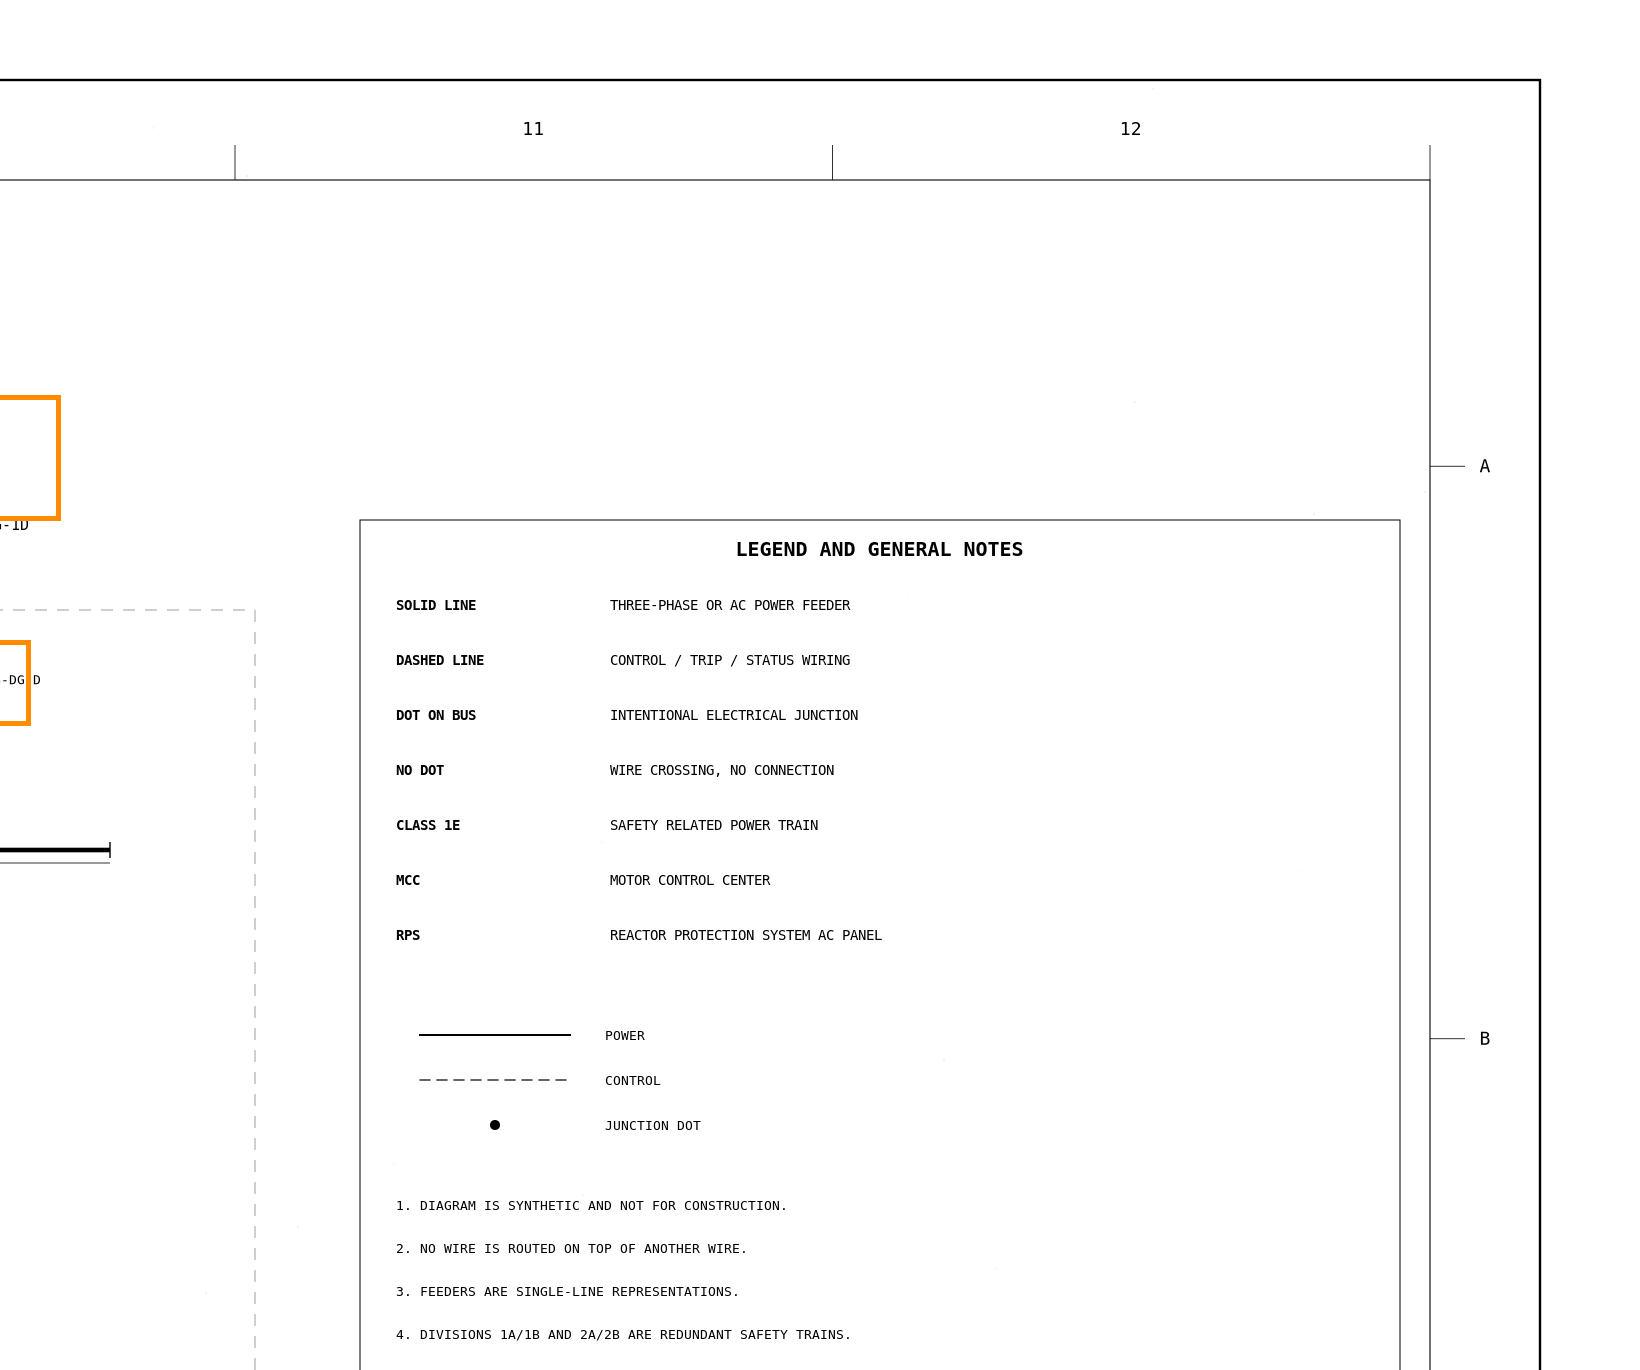 11 12
A
-1D
LEGEND AND GENERAL NOTES
SOLID LINE THREE-PHASE OR AC POWER FEEDER
DASHED LINE CONTROL / TRIP / STATUS WIRING
-DG D
DOT ON BUS INTENTIONAL ELECTRICAL JUNCTION
NO DOT WIRE CROSSING, NO CONNECTION
CLASS 1E SAFETY RELATED POWER TRAIN
MCC MOTOR CONTROL CENTER
RPS REACTOR PROTECTION SYSTEM AC PANEL
POWER
B
CONTROL
JUNCTION DOT
1. DIAGRAM IS SYNTHETIC AND NOT FOR CONSTRUCTION.
2. NO WIRE IS ROUTED ON TOP OF ANOTHER WIRE.
3. FEEDERS ARE SINGLE-LINE REPRESENTATIONS.
4. DIVISIONS 1A/1B AND 2A/2B ARE REDUNDANT SAFETY TRAINS.